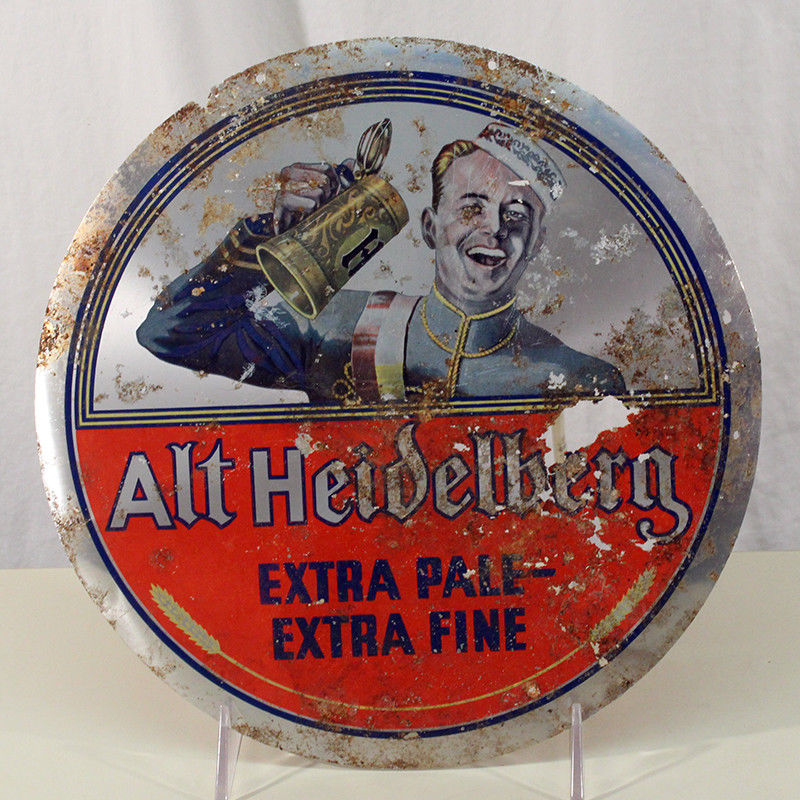 H
Alt Heidelberg
EXTRA PALE-
EXTRA FINE